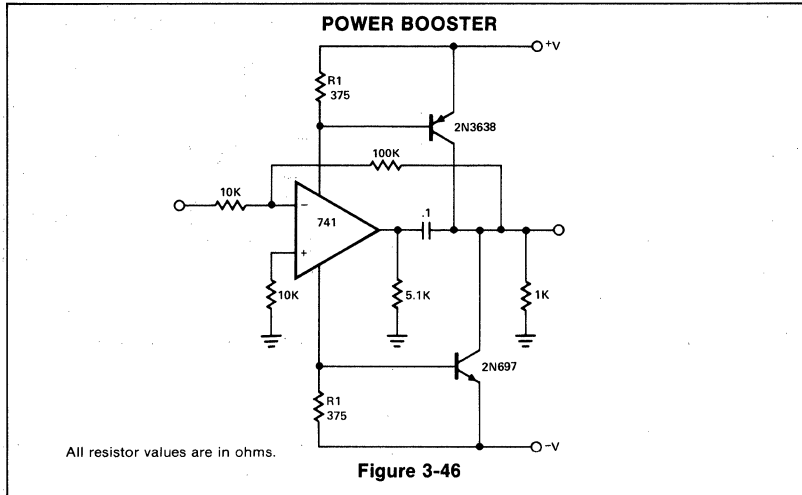 POWER BOOSTER
+V
R1
375
2N3638
100K
10K
−
741
.1
+
10K
5.1K
1K
2N697
R1
375
−V
All resistor values are in ohms.
Figure 3-46